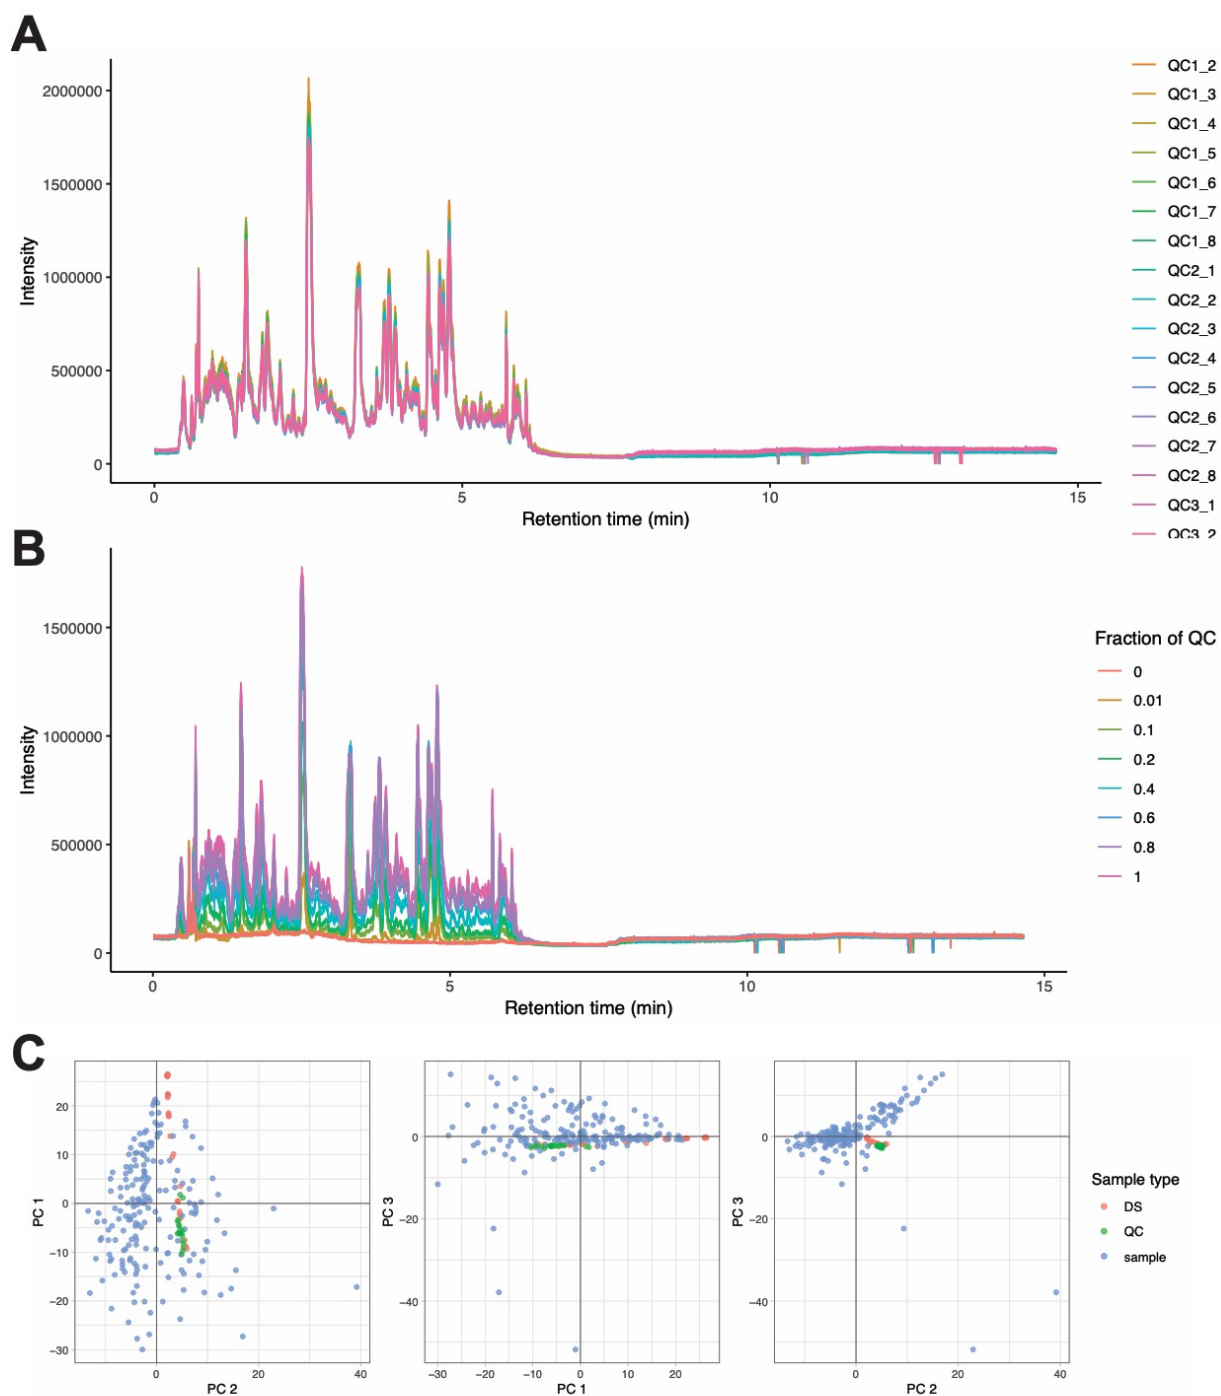 A
2000000
1500000
1000000
500000
0
Intensity
0 5 10 15
Retention time (min)
QC1_2
QC1_3
QC1_4
QC1_5
QC1_6
QC1_7
QC1_8
QC2_1
QC2_2
QC2_3
QC2_4
QC2_5
QC2_6
QC2_7
QC2_8
QC3_1
QC3_2
B
1500000
1000000
500000
0
Intensity
0 5 10 15
Retention time (min)
Fraction of QC
0
0.01
0.1
0.2
0.4
0.6
0.8
1
C
20
10
0
−10
−20
−30
PC 1
0 20 40
PC 2
0
−20
−40
PC 3
−30 −20 −10 0 10 20
PC 1
0
−20
−40
PC 3
0 20 40
PC 2
Sample type
DS
QC
sample